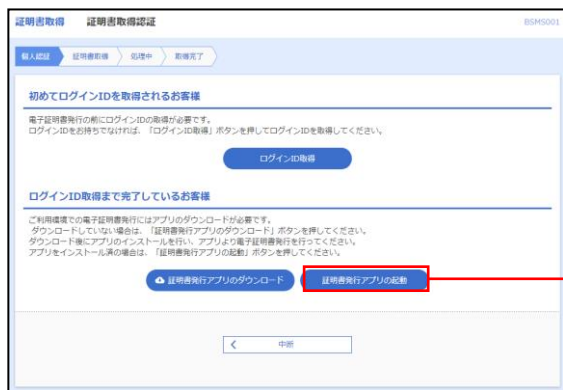 証明書取得 証明書取得認証 BSMS001
個人認証 証明書取得 処理中 取得完了
初めてログインIDを取得されるお客様
電子証明書発行の前にログインIDの取得が必要です。
ログインIDをお持ちでなければ、「ログインID取得」ボタンを押してログインIDを取得してください。
ログインID取得
ログインID取得まで完了しているお客様
ご利用環境での電子証明書発行にはアプリのダウンロードが必要です。
ダウンロードしていない場合は、「証明書発行アプリのダウンロード」ボタンを押してください。
ダウンロード後にアプリのインストールを行い、アプリより電子証明書発行を行ってください。
アプリをインストール済の場合は、「証明書発行アプリの起動」ボタンを押してください。
証明書発行アプリのダウンロード 証明書発行アプリの起動
中断